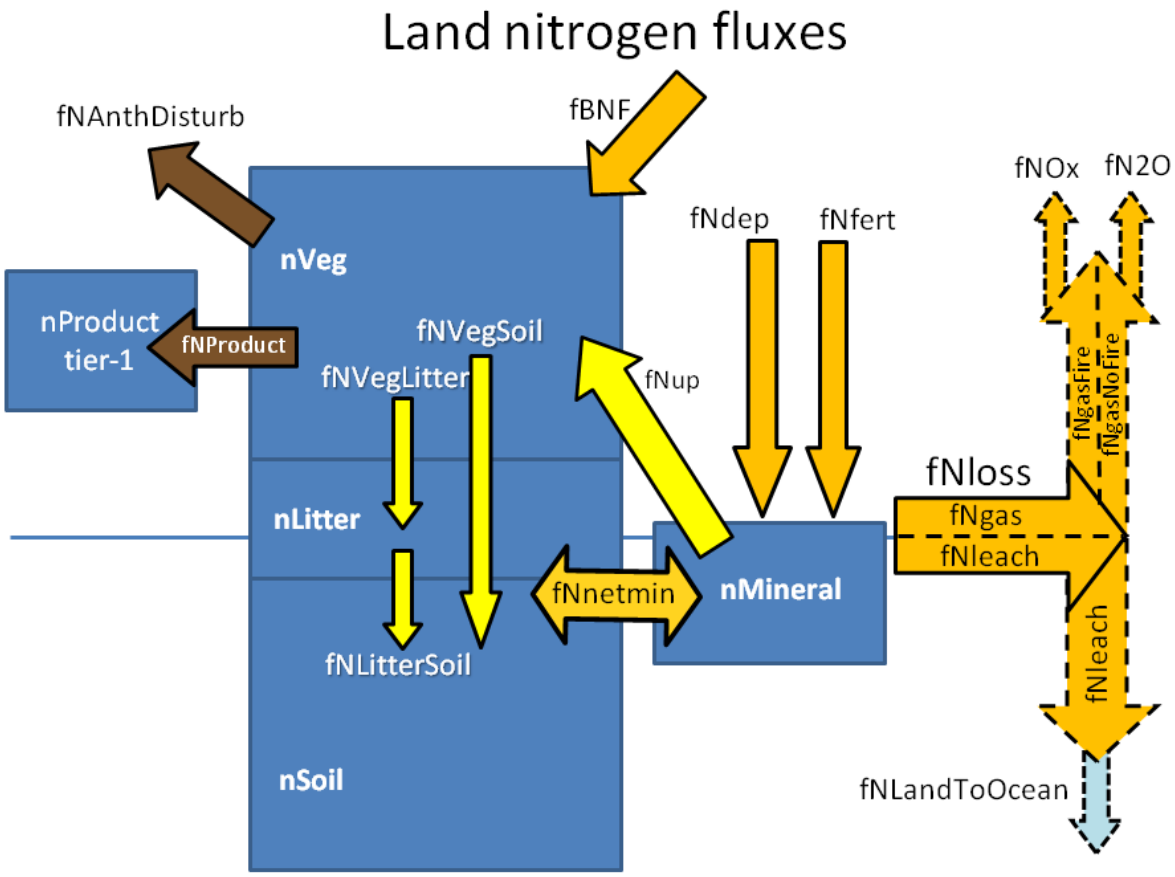 Land nitrogen fluxes
fNAnthDisturb
fBNF
fNOx
fN2O
fNdep
fNfert
nVeg
nProduct
tier-1
fNProduct
fNVegSoil
fNVegLitter
fNup
fNgasFire
fNgasNoFire
fNloss
fNgas
fNleach
nLitter
fNnetmin
nMineral
fNleach
fNLitterSoil
nSoil
fNLandToOcean